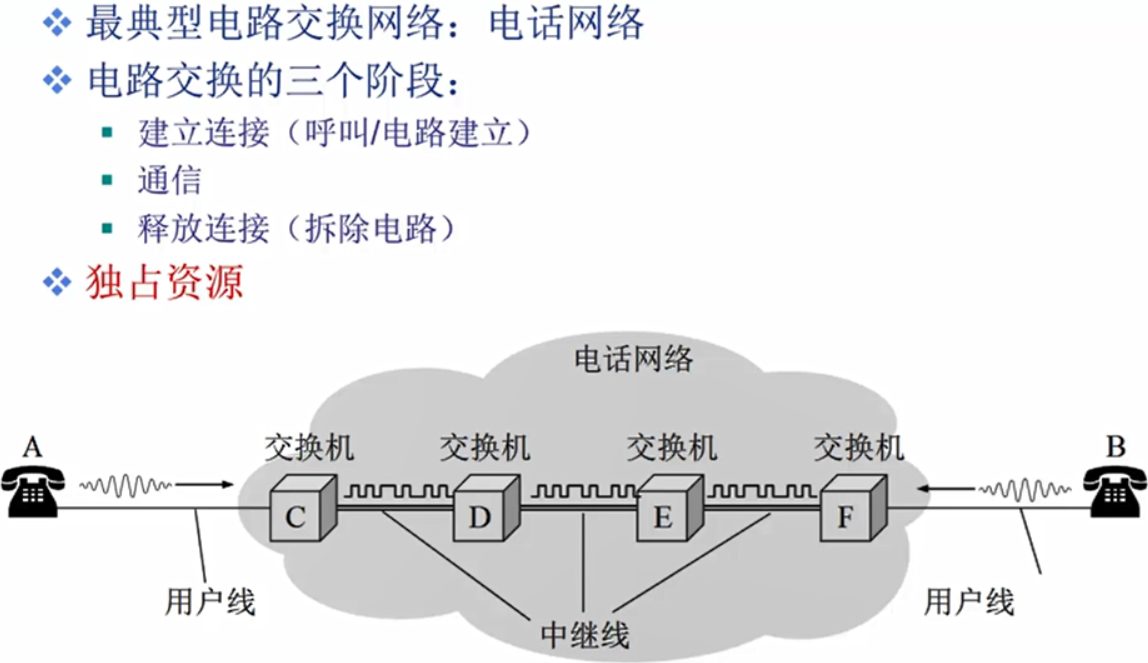 最典型电路交换网络：电话网络
电路交换的三个阶段：
建立连接（呼叫/电路建立）
通信
释放连接（拆除电路）
独占资源
电话网络
A
交换机
交换机
交换机
交换机
B
C
D
E
F
用户线
用户线
中继线